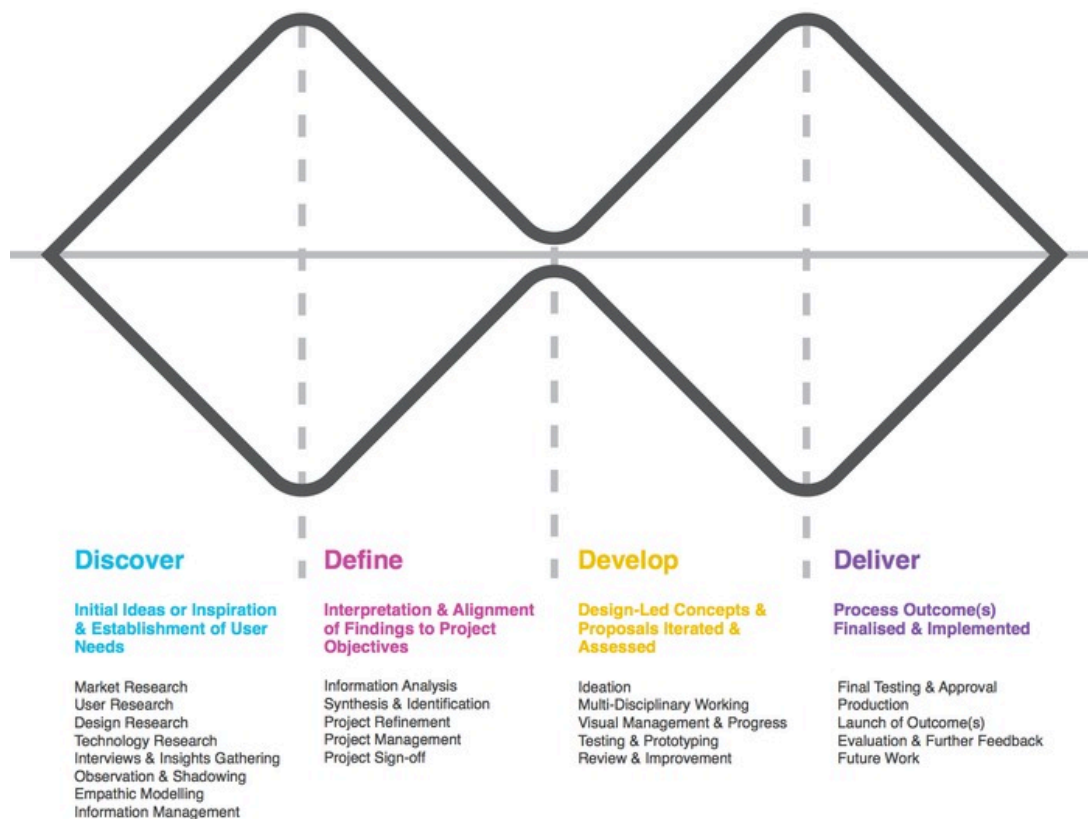 Discover
Initial Ideas or Inspiration
& Establishment of User
Needs
Market Research
User Research
Design Research
Technology Research
Interviews & Insights Gathering
Observation & Shadowing
Empathic Modelling
Information Management
Define
Interpretation & Alignment
of Findings to Project
Objectives
Information Analysis
Synthesis & Identification
Project Refinement
Project Management
Project Sign-off
Develop
Design-Led Concepts &
Proposals Iterated &
Assessed
Ideation
Multi-Disciplinary Working
Visual Management & Progress
Testing & Prototyping
Review & Improvement
Deliver
Process Outcome(s)
Finalised & Implemented
Final Testing & Approval
Production
Launch of Outcome(s)
Evaluation & Further Feedback
Future Work